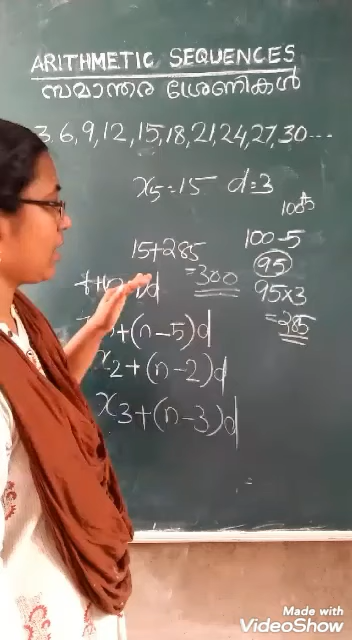 ARITHMETIC SEQUENCES
സമാന്തര ശ്രേണികൾ
3, 6, 9, 12, 15, 18, 21, 24, 27, 30 ---
x5 = 15 d = 3
100th
15+285
= 300
100 - 5
95
95x3
= 285
d
+ (n-5)d
x2 + (n-2)d
x3 + (n-3)d
Made with
VideoShow